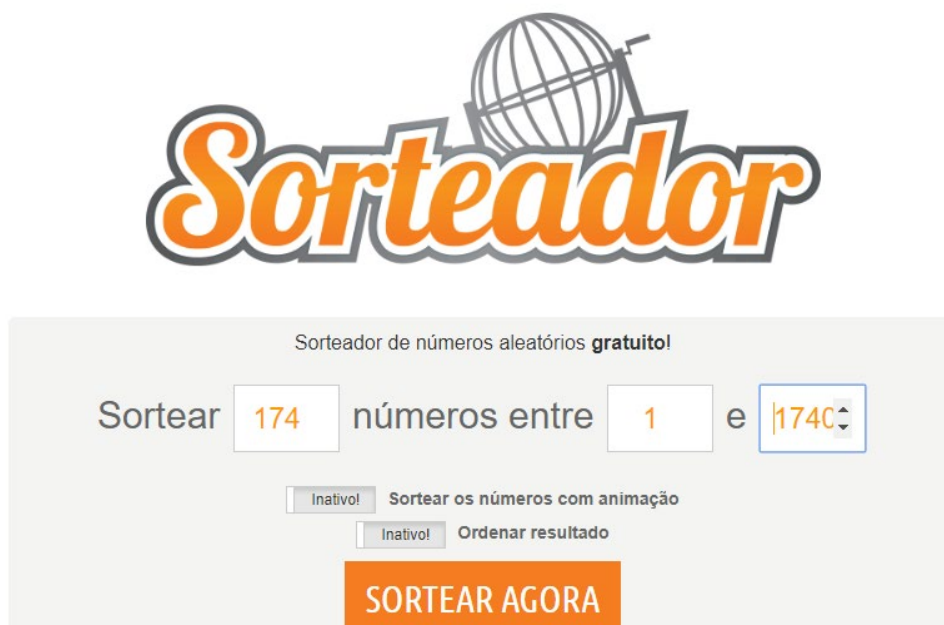 Sorteador
Sorteador de números aleatórios gratuito!
Sortear 174 números entre 1 e 1740
Inativo! Sortear os números com animação
Inativo! Ordenar resultado
SORTEAR AGORA